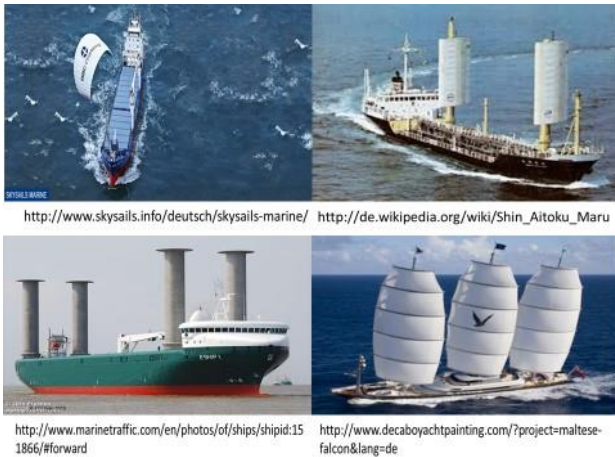 SKYSAILS MARINE
http://www.skysails.info/deutsch/skysails-marine/
http://de.wikipedia.org/wiki/Shin_Aitoku_Maru
E-SHIP 1
http://www.marinetraffic.com/en/photos/of/ships/shipid:15
1866/#forward
http://www.decaboyachtpainting.com/?project=maltese-
falcon&lang=de